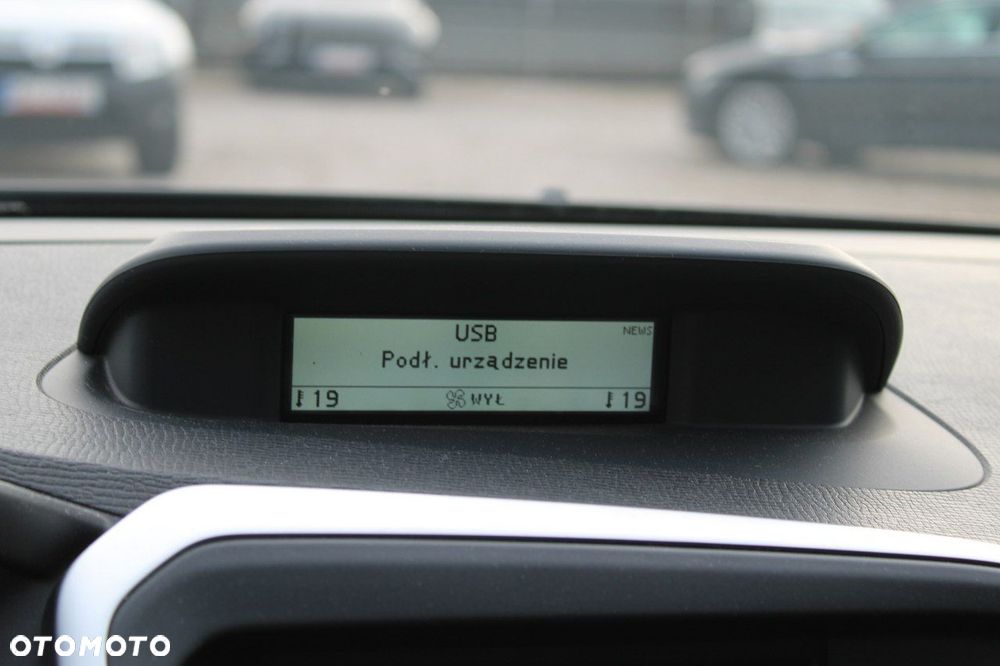 USB
NEWS
Podł. urządzenie
19 WYŁ 19
OTOMOTO